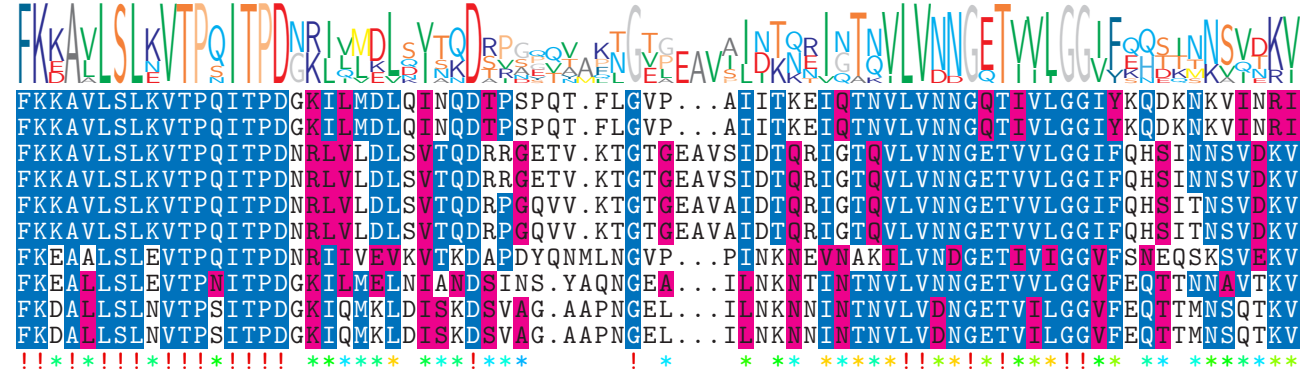 FKKAVLSLKVTPQITPDGKILMDLQINQDTPSPQT.FLGVP...AIITKEIQTNVLVNNGQTIVLGGIYKQDKNKVINRI
FKKAVLSLKVTPQITPDGKILMDLQINQDTPSPQT.FLGVP...AIITKEIQTNVLVNNGQTIVLGGIYKQDKNKVINRI
FKKAVLSLKVTPQITPDNRLVLDLSVTQDRRGETV.KTGTGEAVSIDTQRIGTQVLVNNGETVVLGGIFQHSINNSVDKV
FKKAVLSLKVTPQITPDNRLVLDLSVTQDRRGETV.KTGTGEAVSIDTQRIGTQVLVNNGETVVLGGIFQHSINNSVDKV
FKKAVLSLKVTPQITPDNRLVLDLSVTQDRPGQVV.KTGTGEAVAIDTQRIGTQVLVNNGETVVLGGIFQHSITNSVDKV
FKKAVLSLKVTPQITPDNRLVLDLSVTQDRPGQVV.KTGTGEAVAIDTQRIGTQVLVNNGETVVLGGIFQHSITNSVDKV
FKEAALSLEVTPQITPDNRIIVEVKVTKDAPDYQNMLNGVP...PINKNEVNAKILVNDGETIVIGGVFSNEQSKSVEKV
FKEALLSLEVTPNITPDGKILMELNIANDSINS.YAQNGEA...ILNKNTINTNVLVNNGETVVLGGVFEQTTNNAVTKV
FKDALLSLNVTPSITPDGKIQMKLDISKDSVAG.AAPNGEL...ILNKNNINTNVLVDNGETVILGGVFEQTTMNSQTKV
FKDALLSLNVTPSITPDGKIQMKLDISKDSVAG.AAPNGEL...ILNKNNINTNVLVDNGETVILGGVFEQTTMNSQTKV
!!*!*!!!*!!!*!!!! ****** ***!***      ! *    * *** *****!!**!*!***!!** ** *******